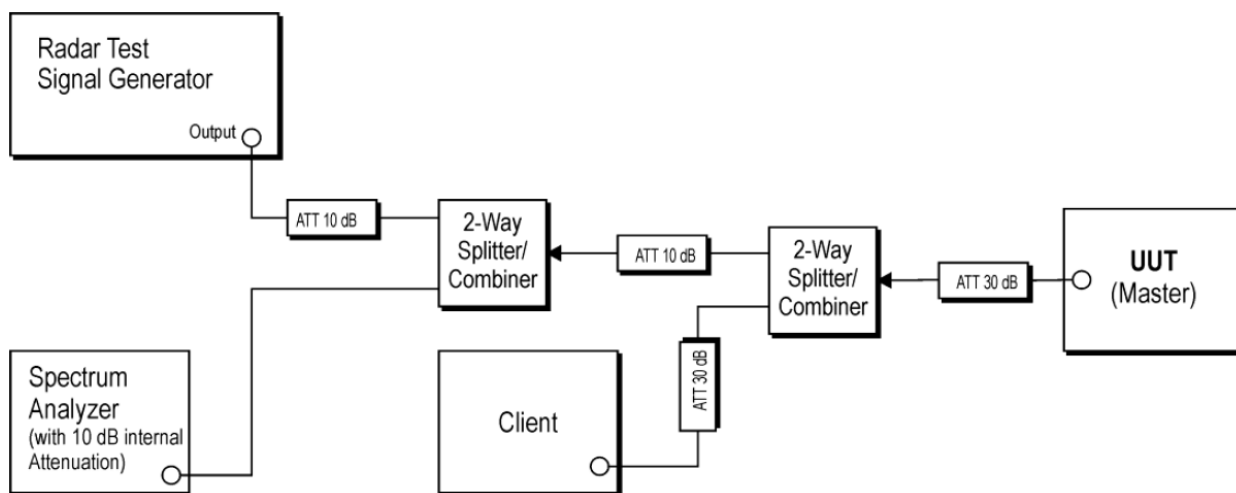 Radar Test
Signal Generator
Output
ATT 10 dB
2-Way
Splitter/
Combiner
ATT 10 dB
2-Way
Splitter/
Combiner
ATT 30 dB
UUT
(Master)
Spectrum
Analyzer
(with 10 dB internal
Attenuation)
Client
ATT 30 dB